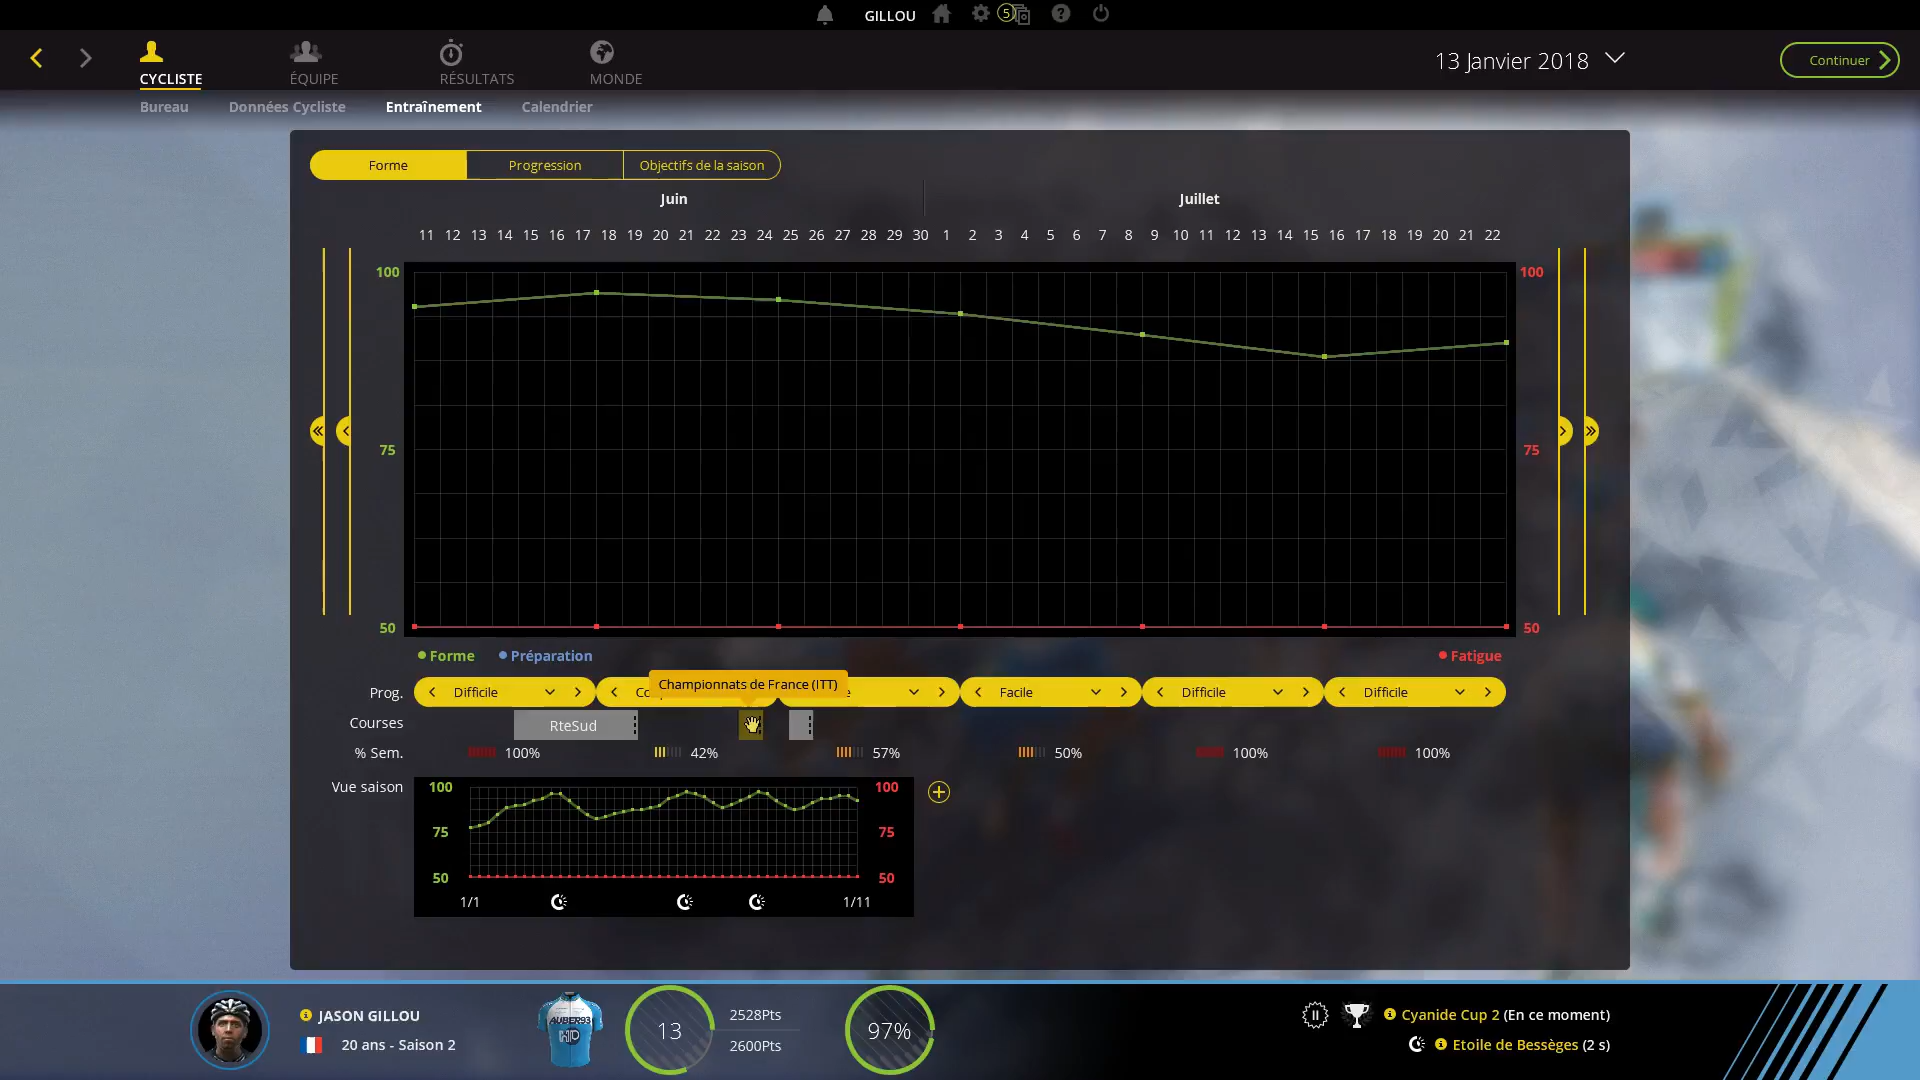 GILLOU
5
CYCLISTE
ÉQUIPE
RÉSULTATS
MONDE
13 Janvier 2018
Continuer
Bureau
Données Cycliste
Entraînement
Calendrier
Forme
Progression
Objectifs de la saison
Juin
Juillet
11 12 13 14 15 16 17 18 19 20 21 22 23 24 25 26 27 28 29 30 1 2 3 4 5 6 7 8 9 10 11 12 13 14 15 16 17 18 19 20 21 22
100
100
75
75
50
50
Forme
Préparation
Fatigue
Championnats de France (ITT)
Prog.
Difficile
Facile
Difficile
Difficile
Courses
RteSud
% Sem.
100%
42%
57%
50%
100%
100%
Vue saison
100
100
75
75
50
50
1/1
1/11
JASON GILLOU
20 ans - Saison 2
AUBER93
HP
13
2528Pts
2600Pts
97%
Cyanide Cup 2 (En ce moment)
Etoile de Bessèges (2 s)